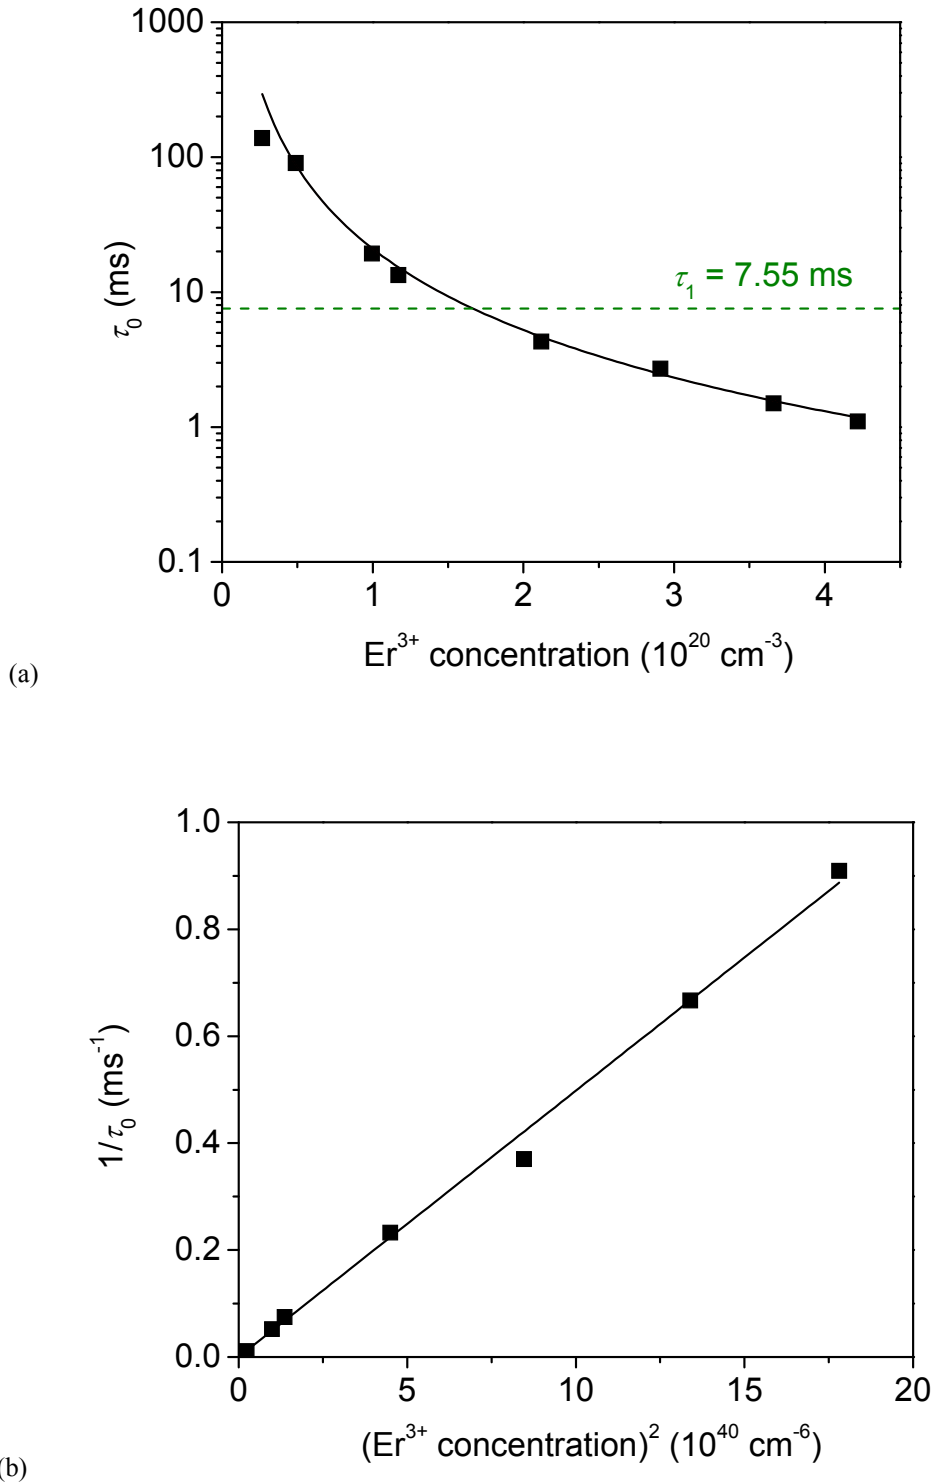 1000
100
10
1
0.1
τ₀ (ms)
τ₁ = 7.55 ms
0 1 2 3 4
Er³⁺ concentration (10²⁰ cm⁻³)
(a)
1.0
0.8
0.6
0.4
0.2
0.0
1/τ₀ (ms⁻¹)
0 5 10 15 20
(Er³⁺ concentration)² (10⁴⁰ cm⁻⁶)
(b)